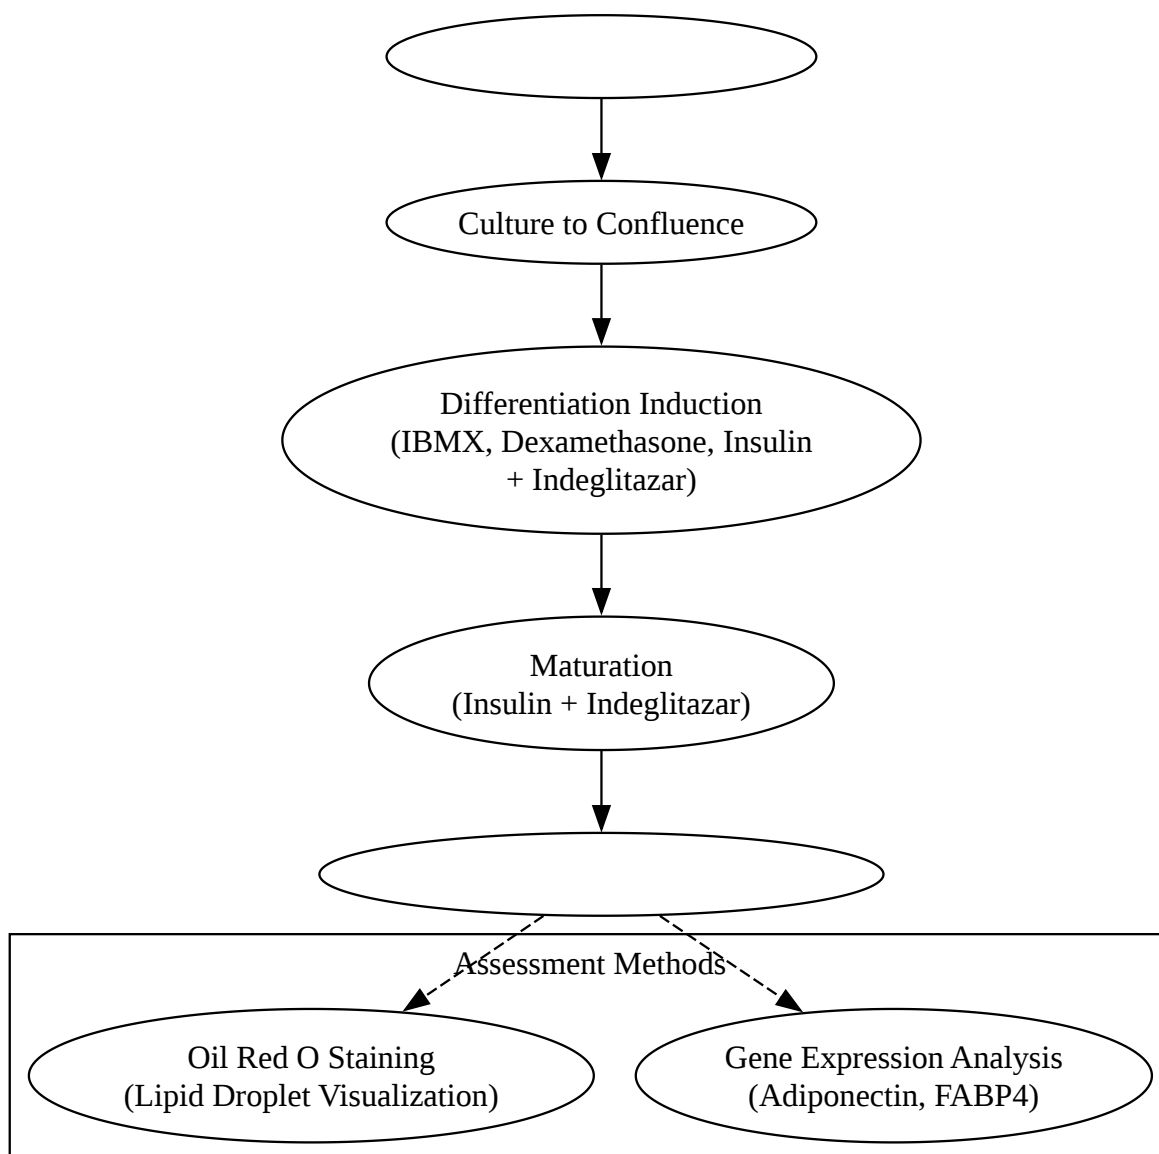 Culture to Confluence
Differentiation Induction
(IBMX, Dexamethasone, Insulin
+ Indeglitazar)
Maturation
(Insulin + Indeglitazar)
Assessment Methods
Oil Red O Staining
(Lipid Droplet Visualization)
Gene Expression Analysis
(Adiponectin, FABP4)